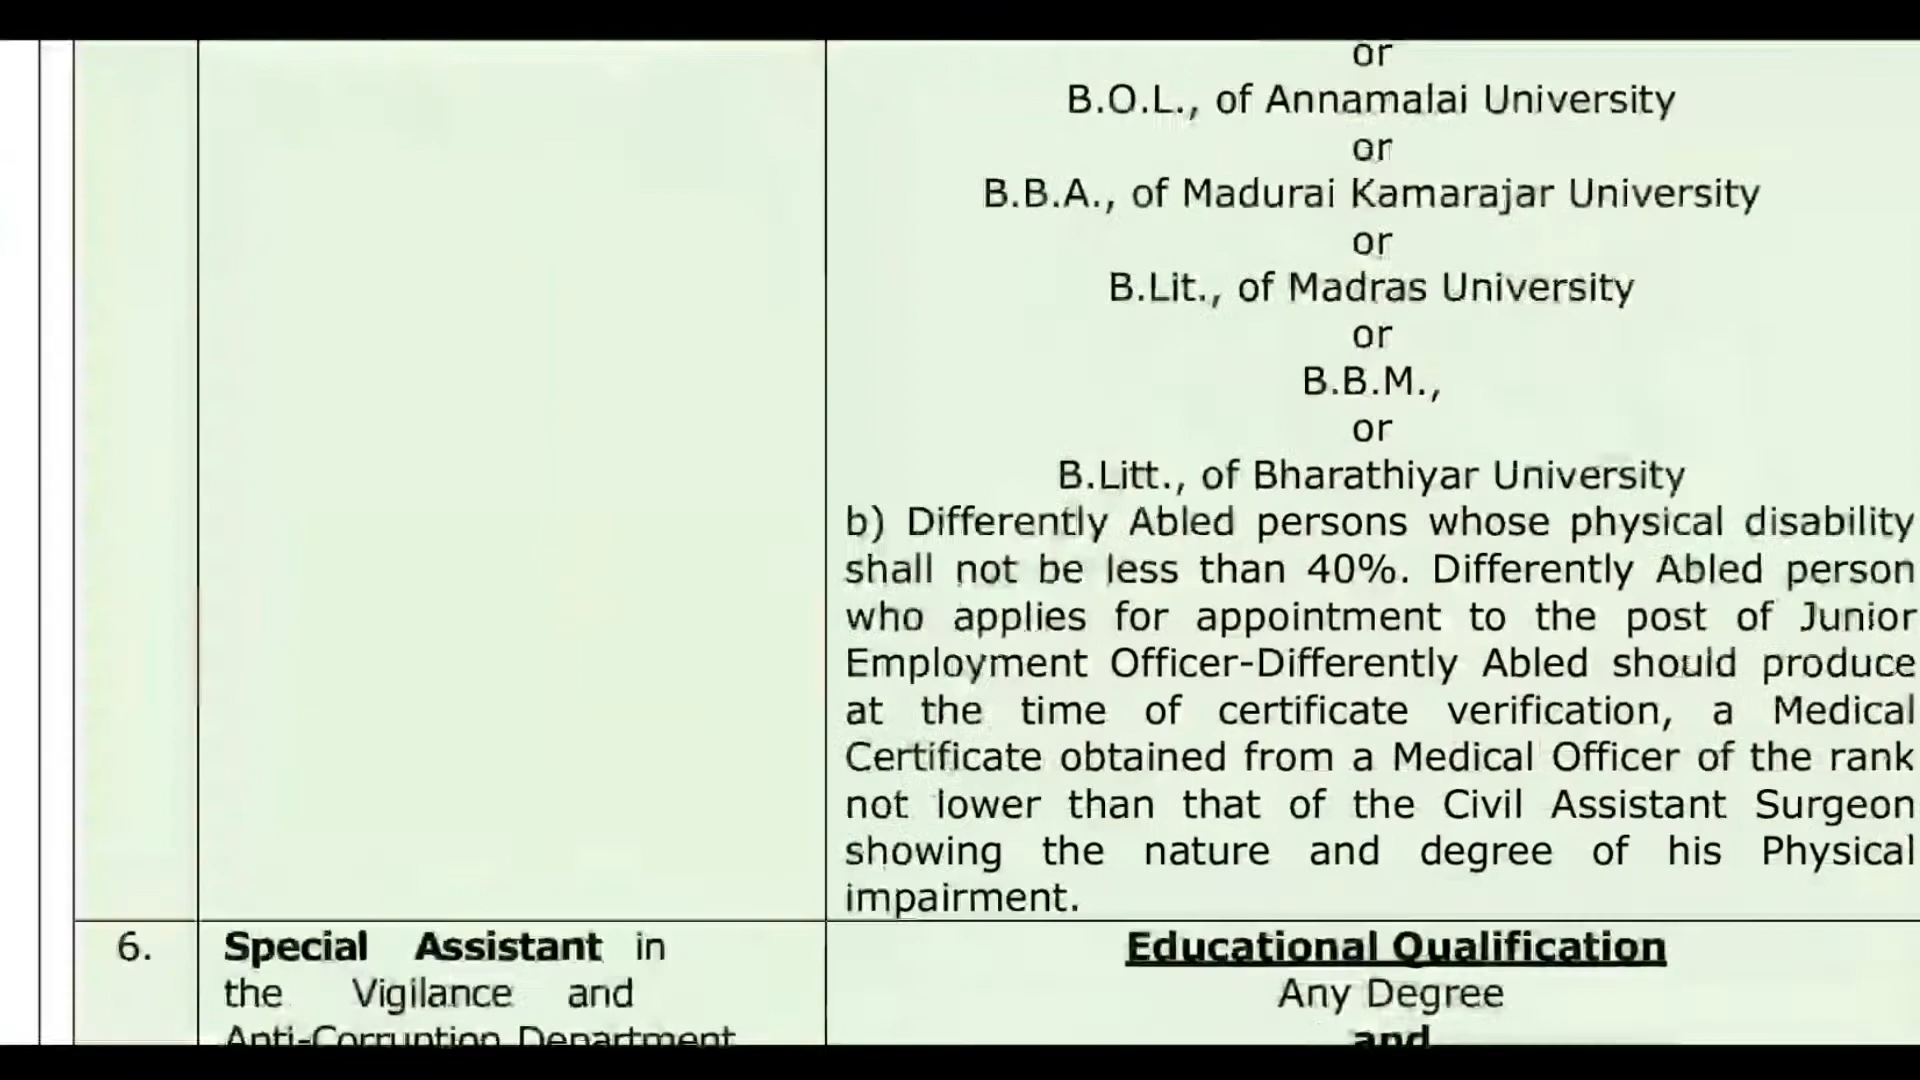 or
B.O.L., of Annamalai University
or
B.B.A., of Madurai Kamarajar University
or
B.Lit., of Madras University
or
B.B.M.,
or
B.Litt., of Bharathiyar University
b) Differently Abled persons whose physical disability
shall not be less than 40%. Differently Abled person
who applies for appointment to the post of Junior
Employment Officer-Differently Abled should produce
at the time of certificate verification, a Medical
Certificate obtained from a Medical Officer of the rank
not lower than that of the Civil Assistant Surgeon
showing the nature and degree of his Physical
impairment.
6.
Special Assistant in
the Vigilance and
Anti-Corruption Department
Educational Qualification
Any Degree
and